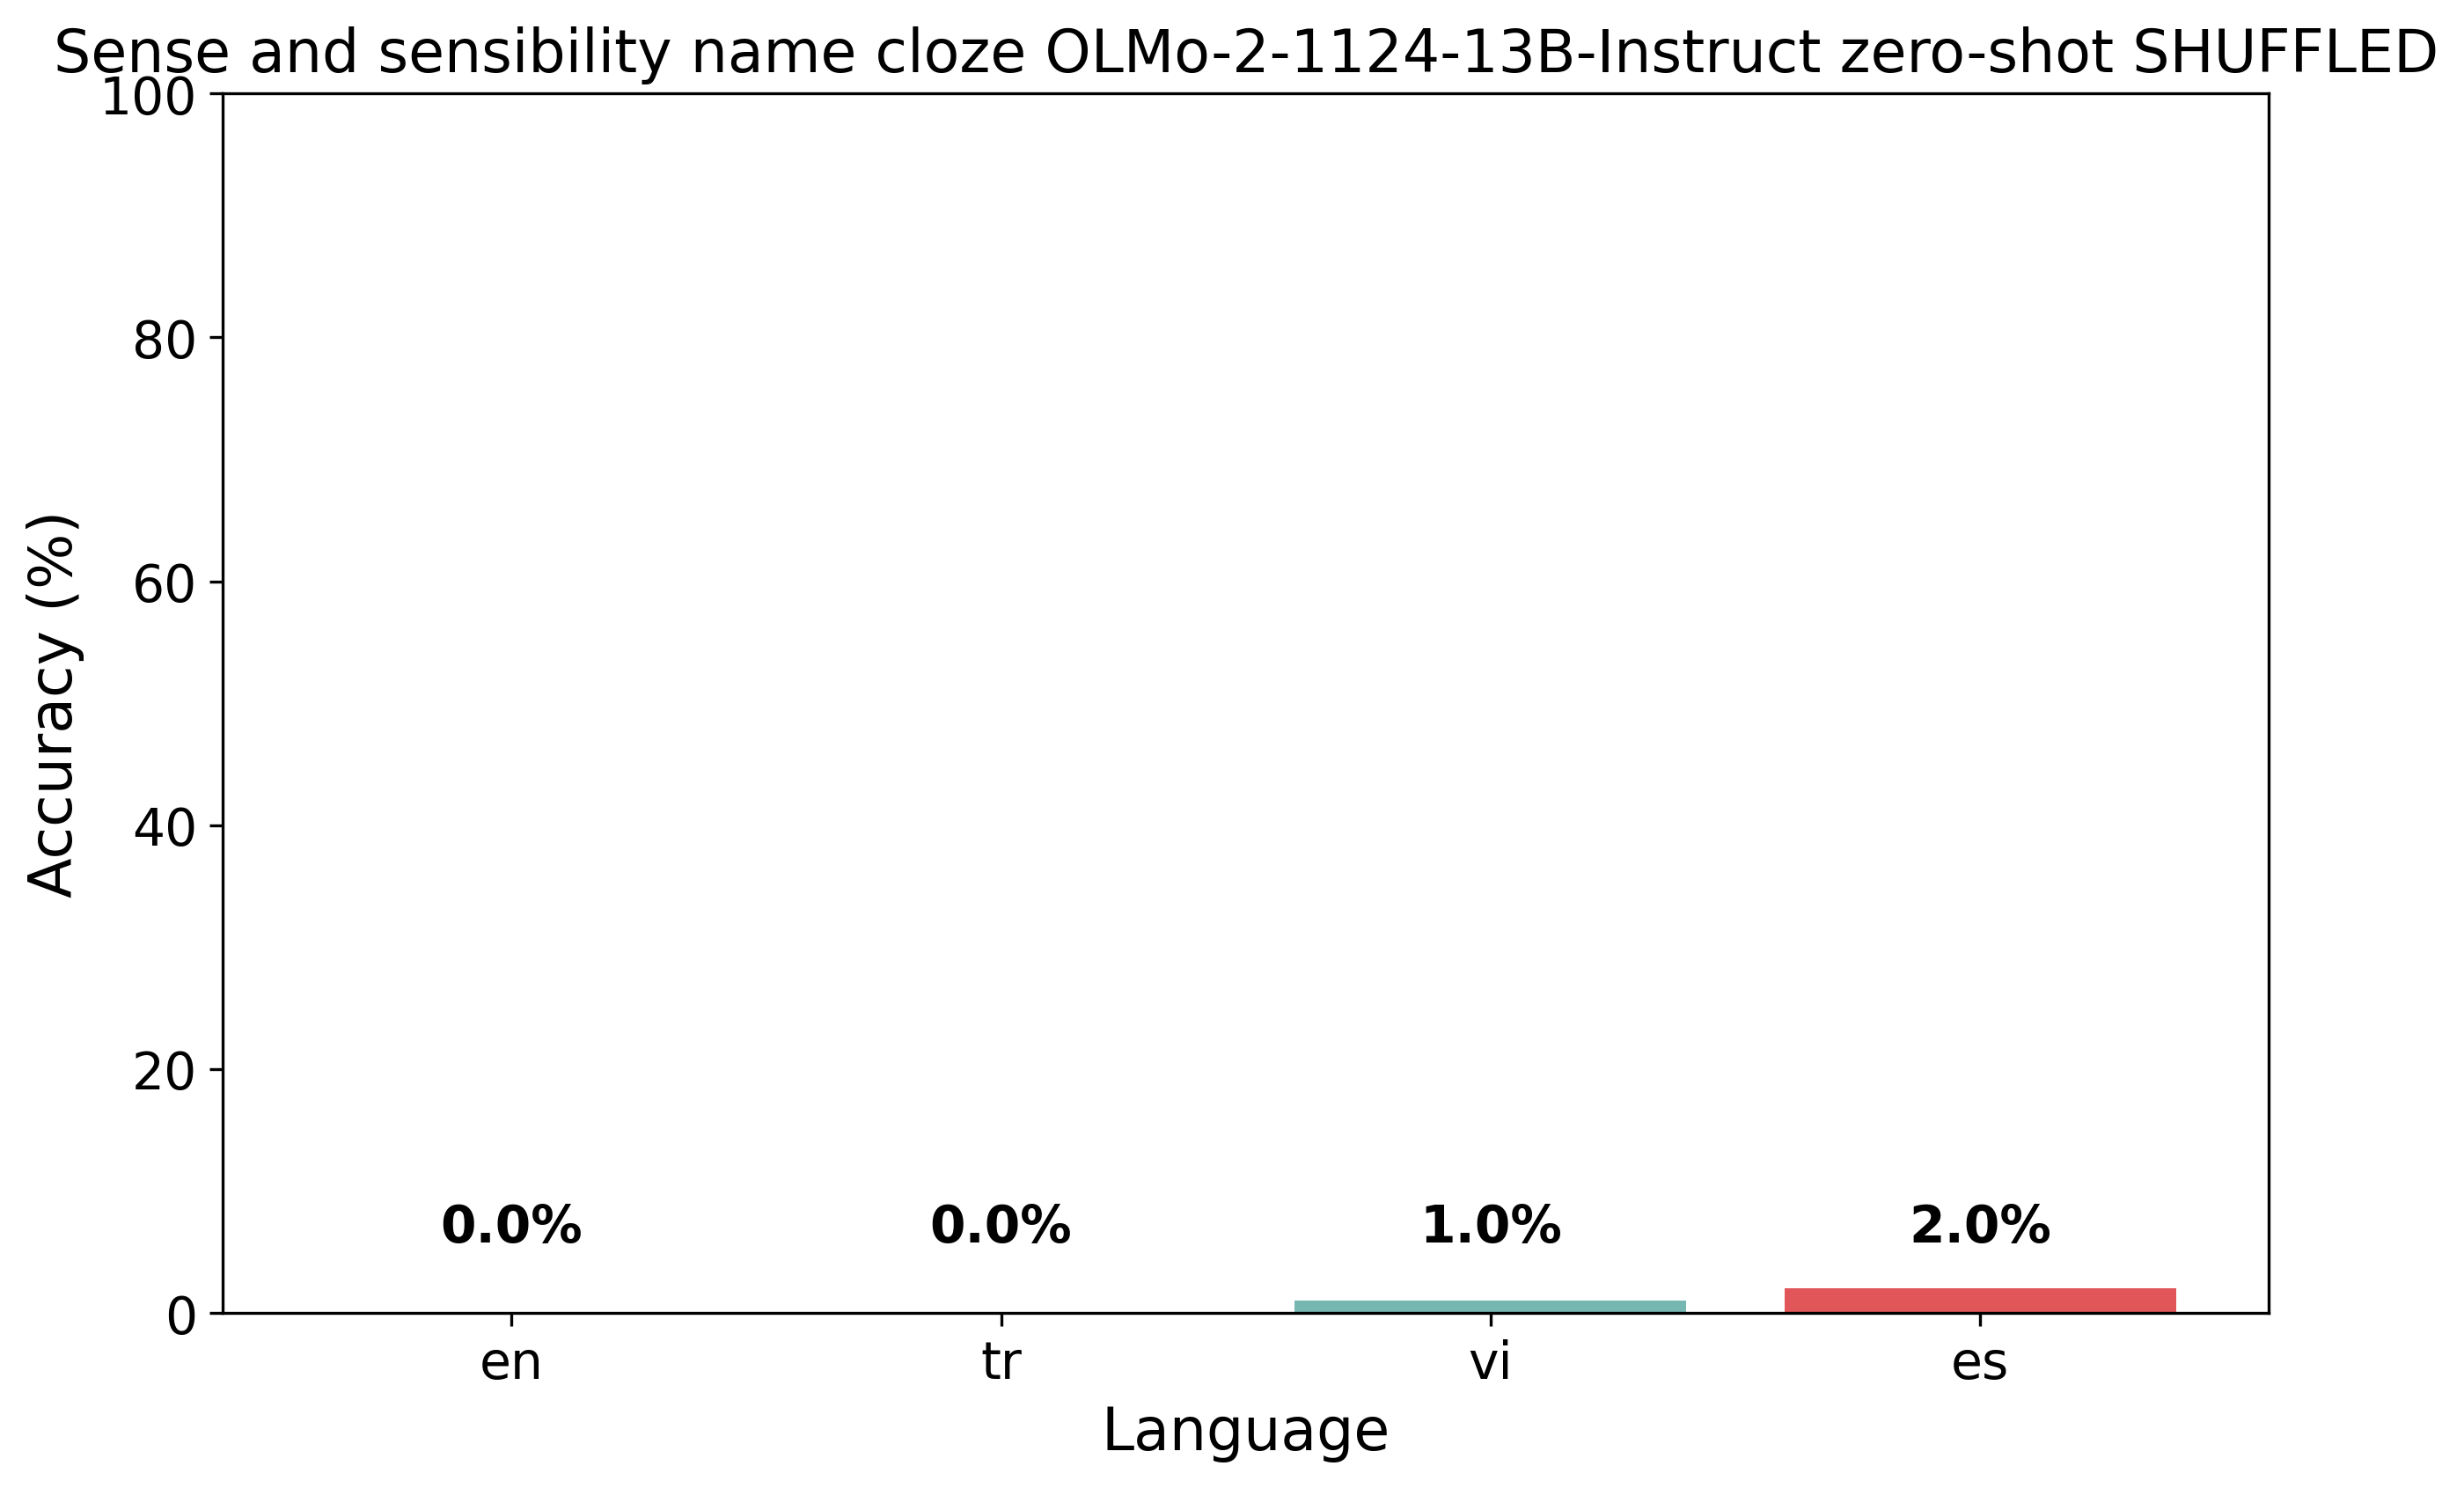 Sense and sensibility name cloze OLMo-2-1124-13B-Instruct zero-shot SHUFFLED
100
80
60
40
20
0
Accuracy (%)
0.0%
0.0%
1.0%
2.0%
en
tr
vi
es
Language